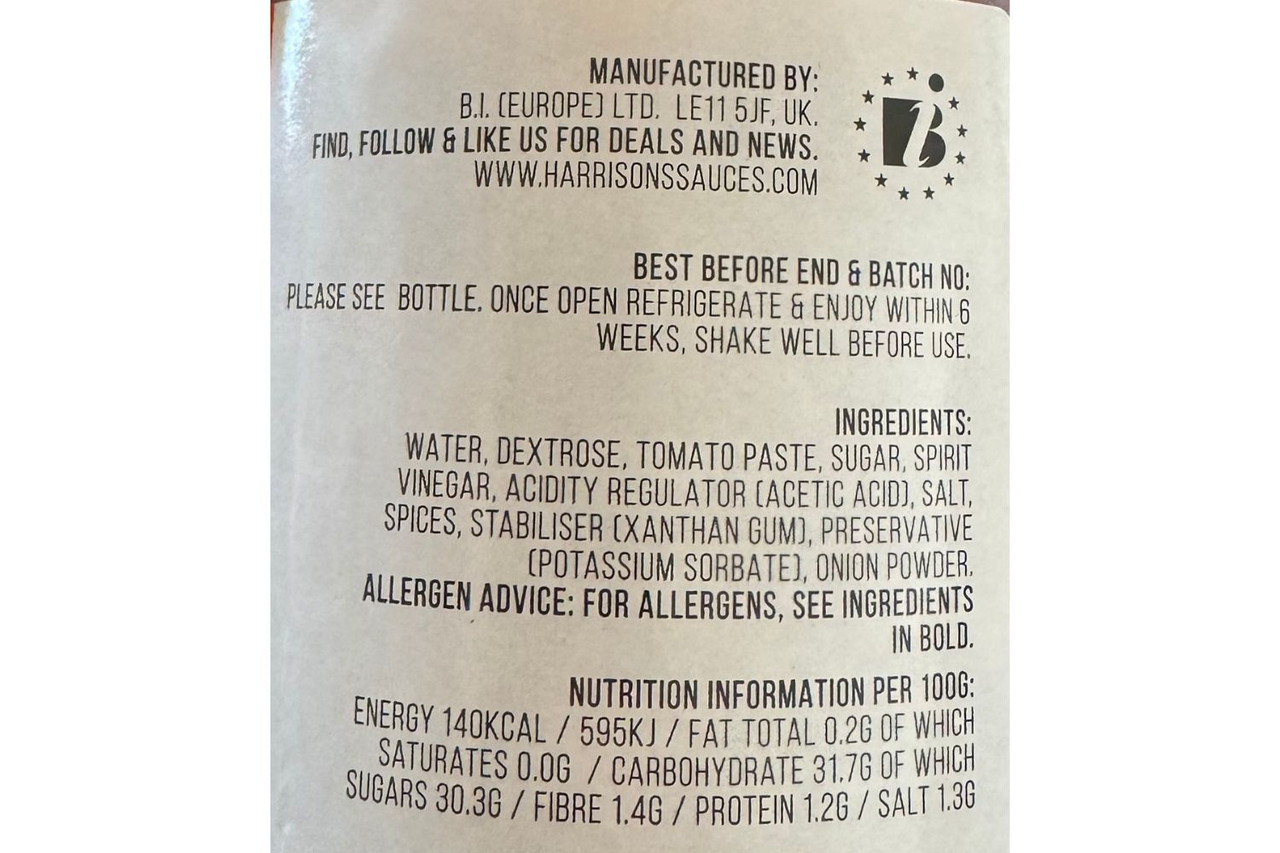 MANUFACTURED BY:
B.I. (EUROPE) LTD. LE11 5JF, UK.
FIND, FOLLOW & LIKE US FOR DEALS AND NEWS.
WWW.HARRISONSSAUCES.COM
BEST BEFORE END & BATCH NO:
PLEASE SEE BOTTLE. ONCE OPEN REFRIGERATE & ENJOY WITHIN 6
WEEKS, SHAKE WELL BEFORE USE.
INGREDIENTS:
WATER, DEXTROSE, TOMATO PASTE, SUGAR, SPIRIT
VINEGAR, ACIDITY REGULATOR (ACETIC ACID), SALT,
SPICES, STABILISER (XANTHAN GUM), PRESERVATIVE
(POTASSIUM SORBATE), ONION POWDER.
ALLERGEN ADVICE: FOR ALLERGENS, SEE INGREDIENTS
IN BOLD.
NUTRITION INFORMATION PER 100G:
ENERGY 140KCAL / 595KJ / FAT TOTAL 0.2G OF WHICH
SATURATES 0.0G / CARBOHYDRATE 31.7G OF WHICH
SUGARS 30.3G / FIBRE 1.4G / PROTEIN 1.2G / SALT 1.3G